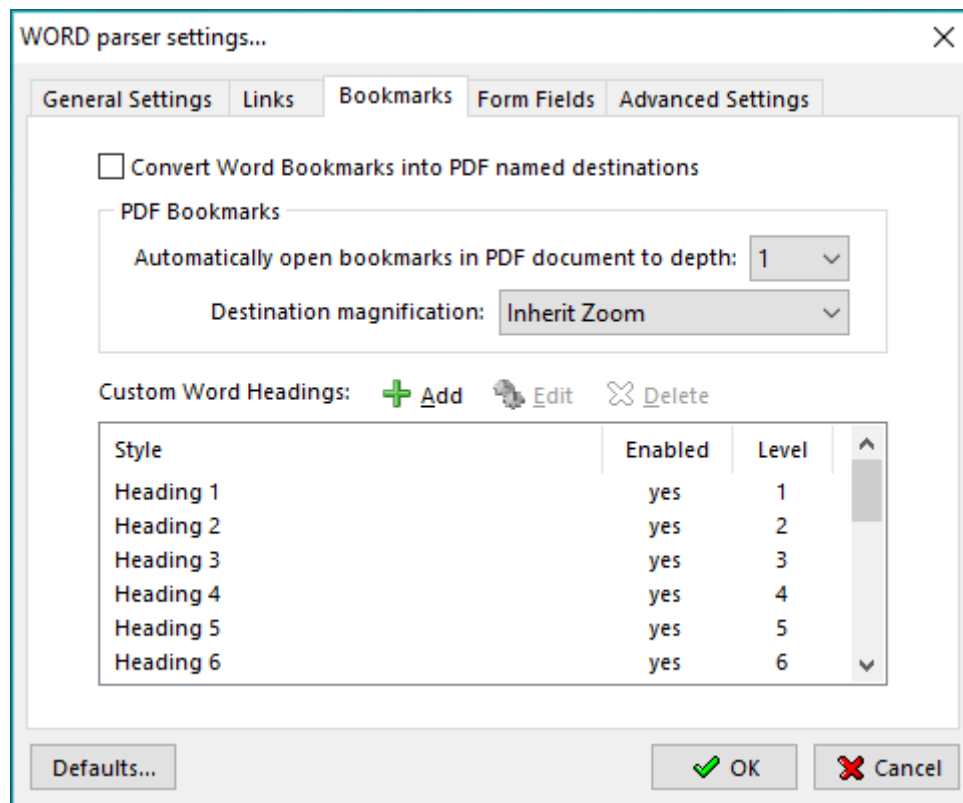 WORD parser settings...
General Settings Links Bookmarks Form Fields Advanced Settings
Convert Word Bookmarks into PDF named destinations
PDF Bookmarks
Automatically open bookmarks in PDF document to depth: 1
Destination magnification: Inherit Zoom
Custom Word Headings: Add Edit Delete
Style Enabled Level
Heading 1 yes 1
Heading 2 yes 2
Heading 3 yes 3
Heading 4 yes 4
Heading 5 yes 5
Heading 6 yes 6
Defaults... OK Cancel